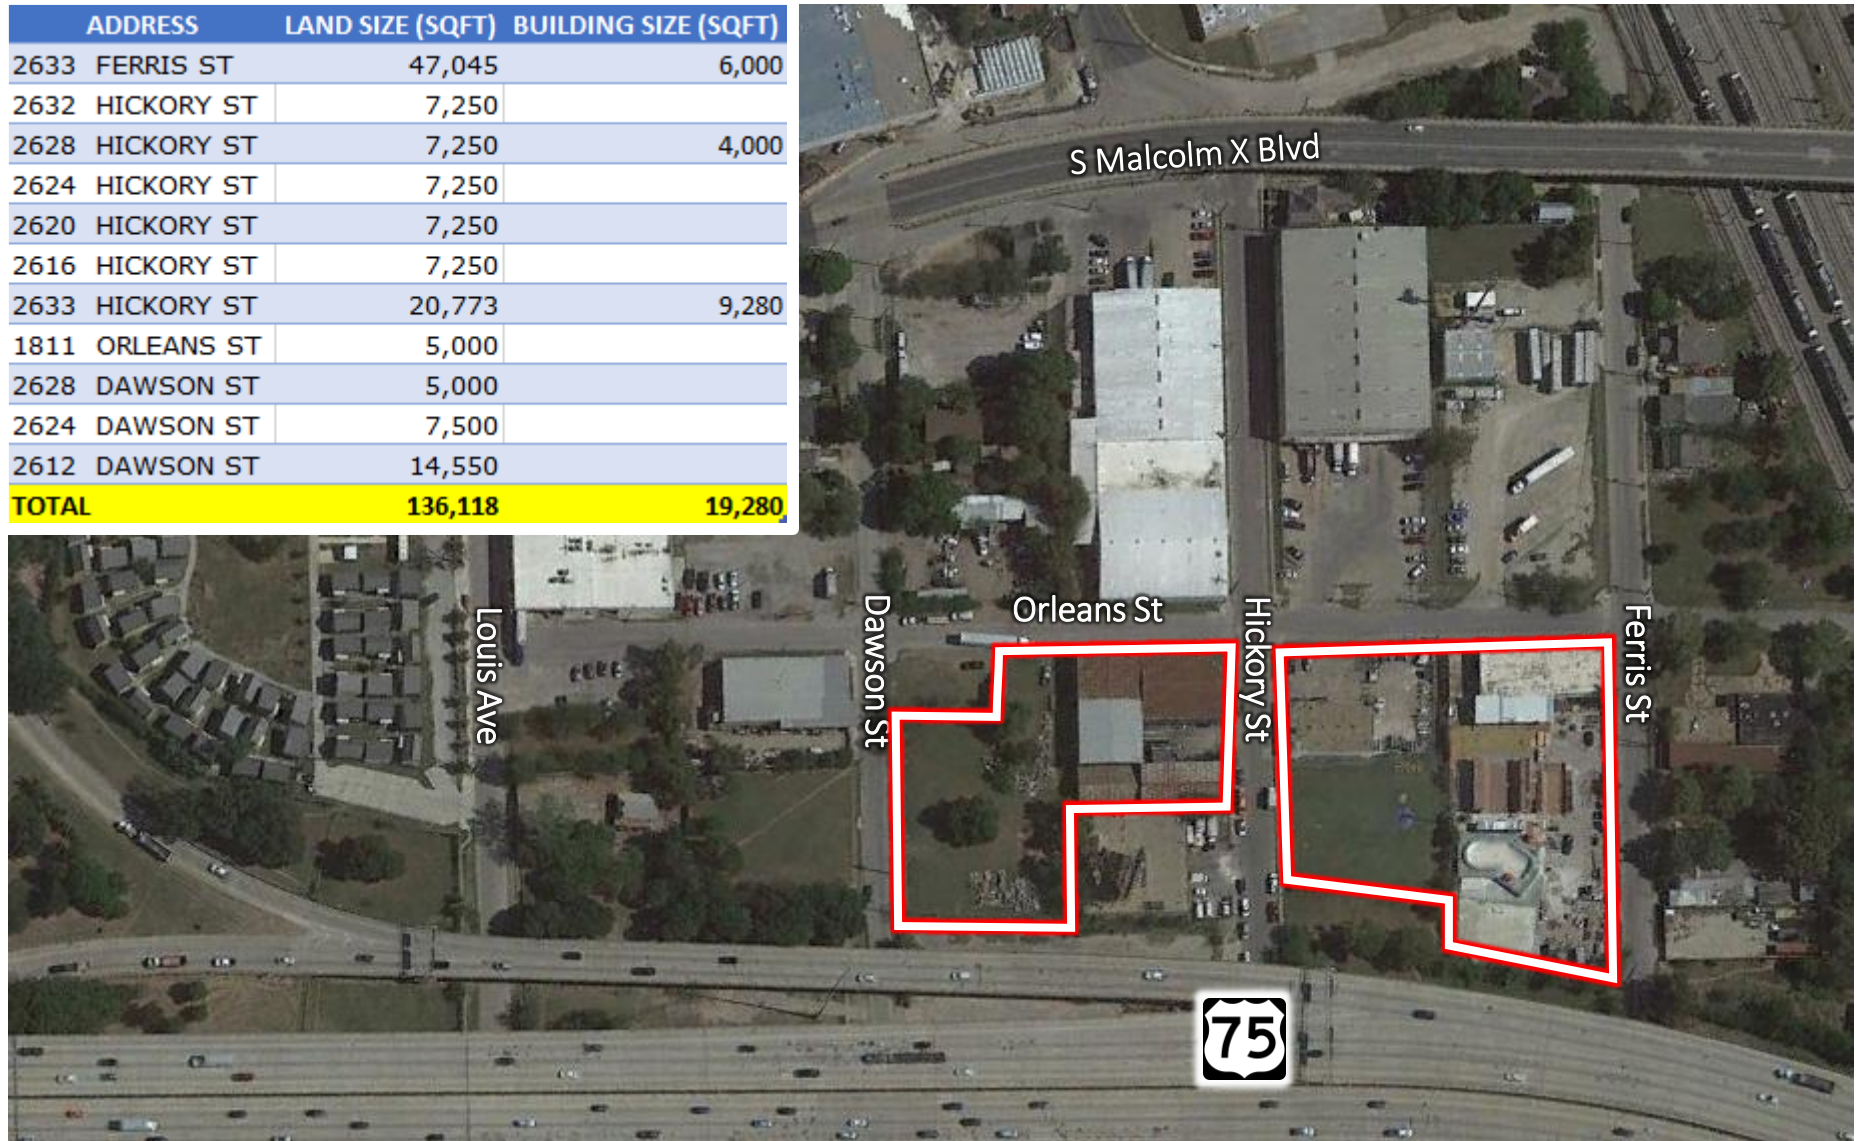 ADDRESS LAND SIZE (SQFT) BUILDING SIZE (SQFT)
2633 FERRIS ST 47,045 6,000
2632 HICKORY ST 7,250
2628 HICKORY ST 7,250 4,000
2624 HICKORY ST 7,250
2620 HICKORY ST 7,250
2616 HICKORY ST 7,250
2633 HICKORY ST 20,773 9,280
1811 ORLEANS ST 5,000
2628 DAWSON ST 5,000
2624 DAWSON ST 7,500
2612 DAWSON ST 14,550
TOTAL 136,118 19,280
S Malcolm X Blvd
Orleans St
Louis Ave
Dawson St
Hickory St
Ferris St
75